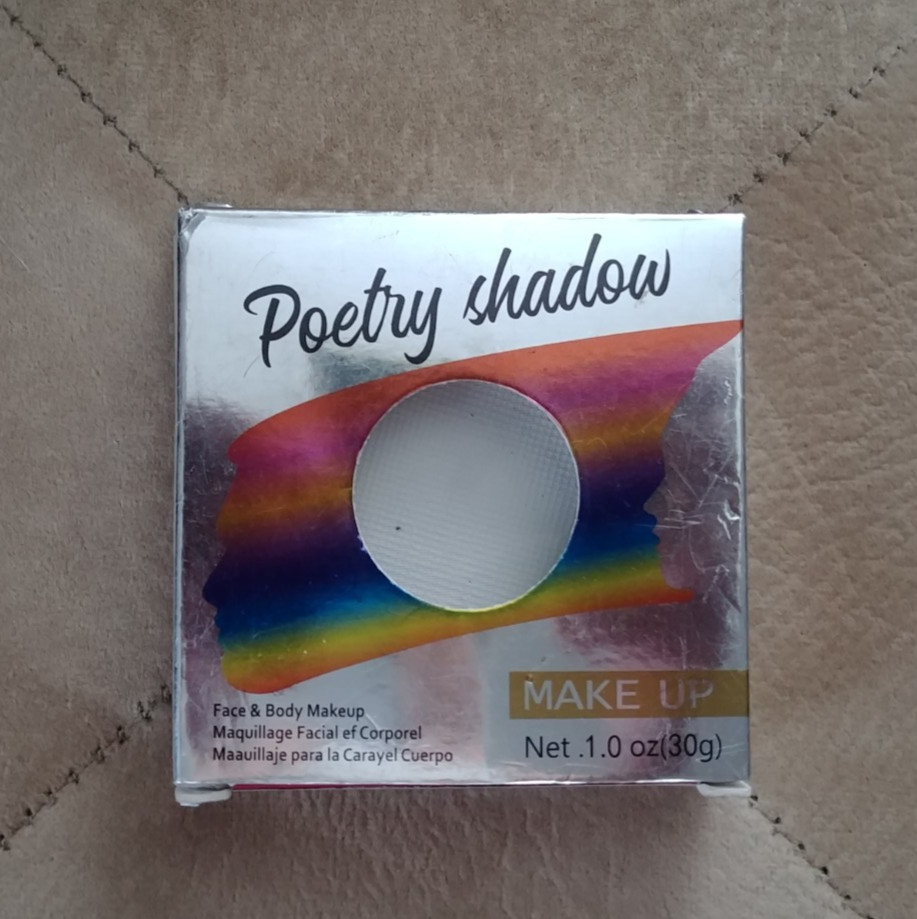 Poetry shadow
Face & Body Makeup
Maquillage Facial ef Corporel
Maauillaje para la Carayel Cuerpo
MAKE UP
Net .1.0 oz(30g)